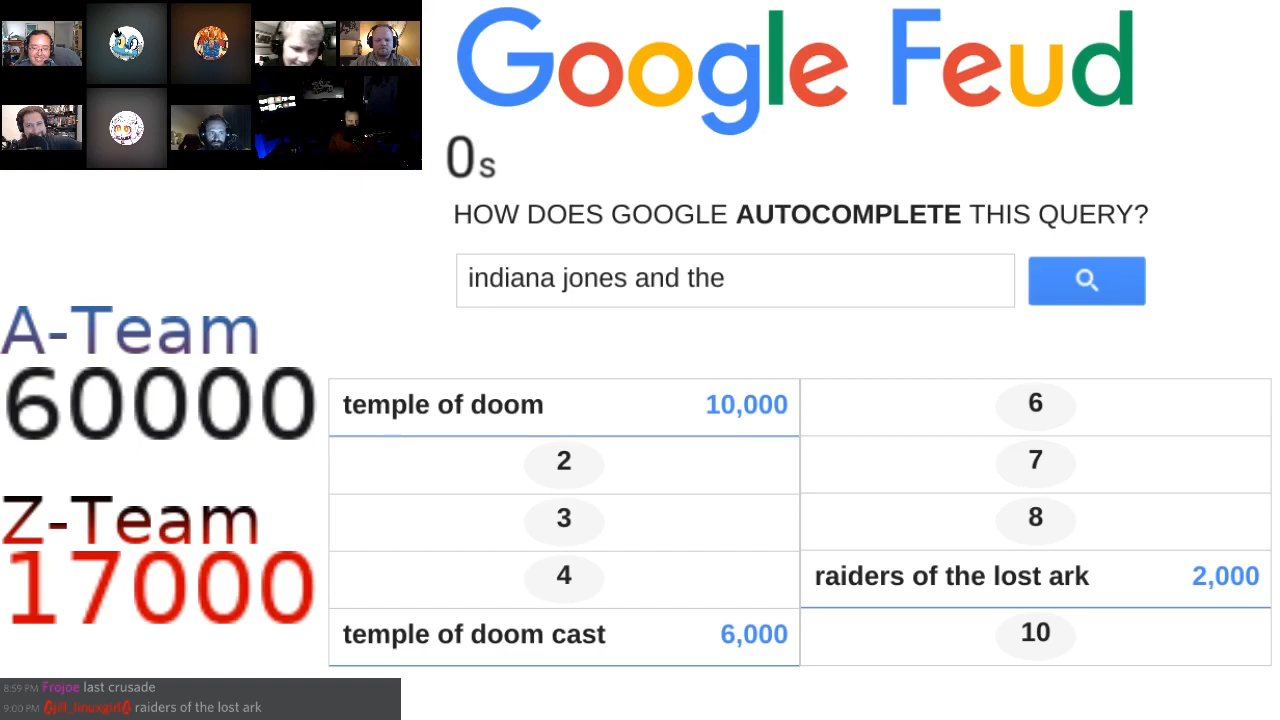 Google Feud
0s
HOW DOES GOOGLE AUTOCOMPLETE THIS QUERY?
indiana jones and the
A-Team
60000
Z-Team
17000
temple of doom 10,000
2
3
4
temple of doom cast 6,000
6
7
8
raiders of the lost ark 2,000
10
8:59 PM Frojoe last crusade
9:00 PM jill_linuxgirl raiders of the lost ark